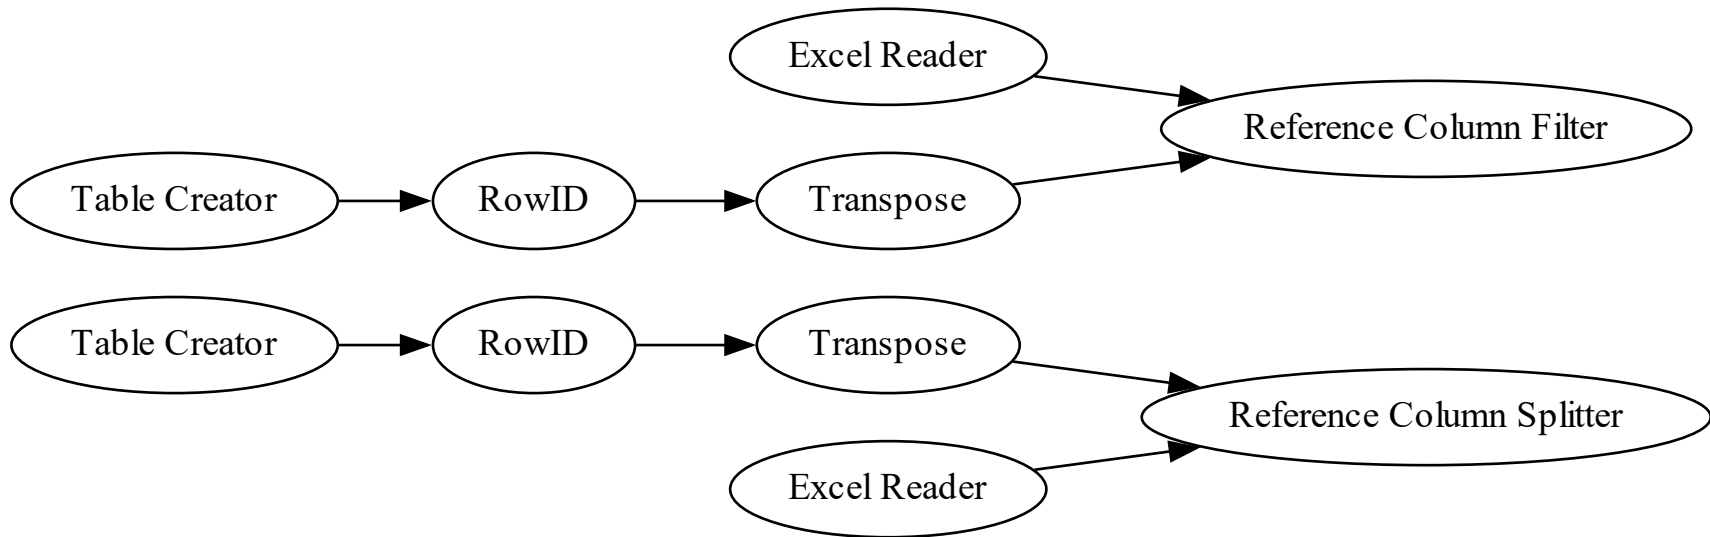 Excel Reader
Reference Column Filter
Table Creator
RowID
Transpose
Table Creator
RowID
Transpose
Reference Column Splitter
Excel Reader